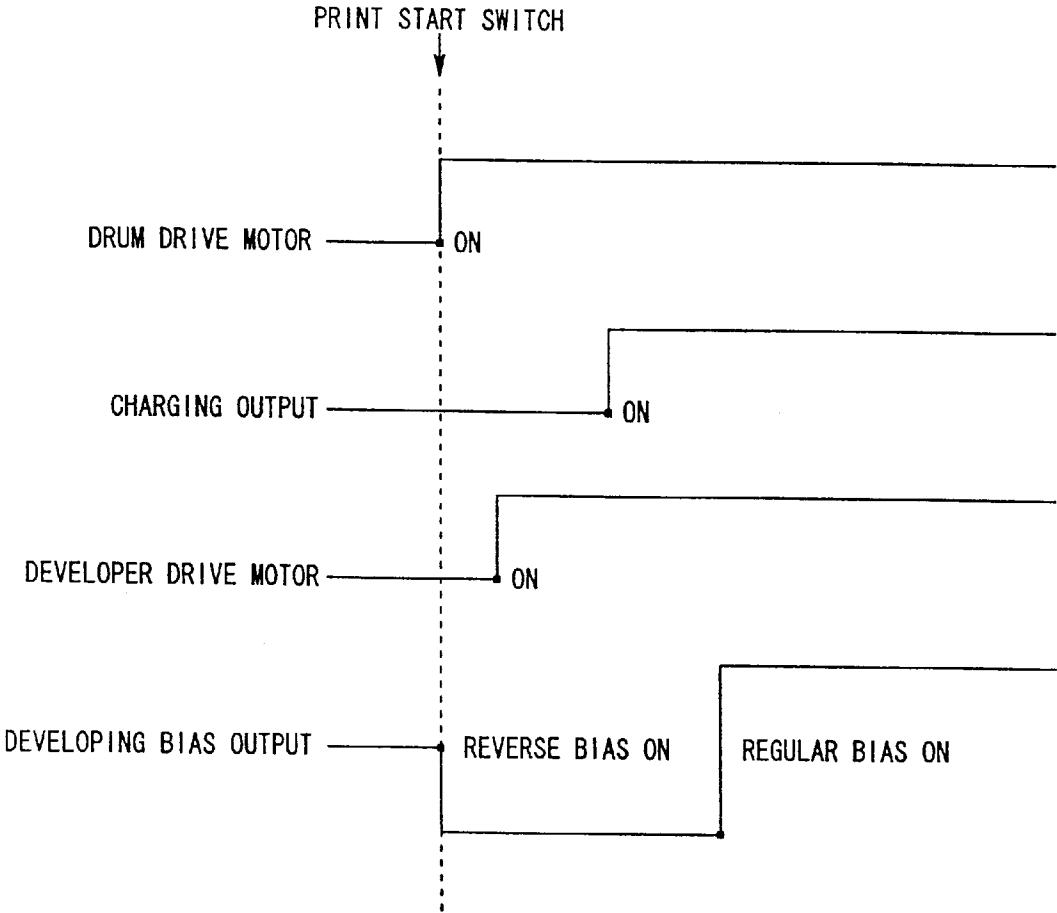 PRINT START SWITCH
DRUM DRIVE MOTOR
ON
CHARGING OUTPUT
ON
DEVELOPER DRIVE MOTOR
ON
DEVELOPING BIAS OUTPUT
REVERSE BIAS ON
REGULAR BIAS ON